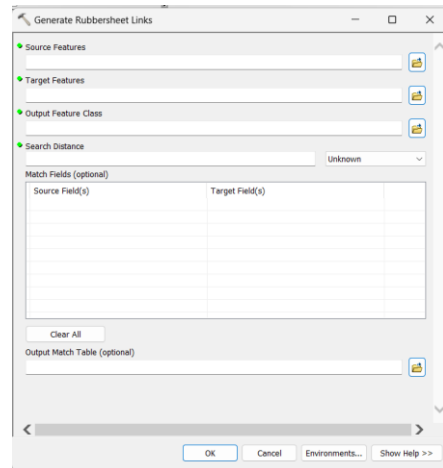 Generate Rubbersheet Links
Source Features
Target Features
Output Feature Class
Search Distance
Unknown
Match Fields (optional)
Source Field(s) Target Field(s)
Clear All
Output Match Table (optional)
OK Cancel Environments... Show Help >>